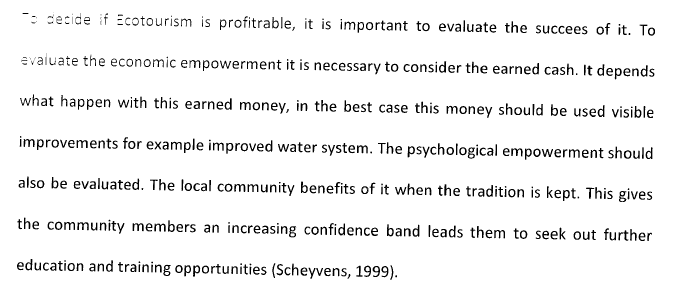 To decide if Ecotourism is profitrable, it is important to evaluate the succees of it. To
evaluate the economic empowerment it is necessary to consider the earned cash. It depends
what happen with this earned money, in the best case this money should be used visible
improvements for example improved water system. The psychological empowerment should
also be evaluated. The local community benefits of it when the tradition is kept. This gives
the community members an increasing confidence band leads them to seek out further
education and training opportunities (Scheyvens, 1999).